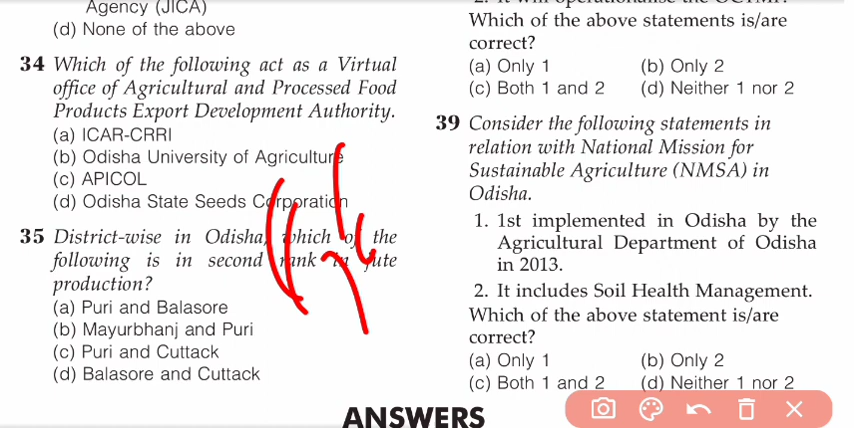 Agency (JICA)
(d) None of the above
34 Which of the following act as a Virtual
office of Agricultural and Processed Food
Products Export Development Authority.
(a) ICAR-CRRI
(b) Odisha University of Agriculture
(c) APICOL
(d) Odisha State Seeds Corporation
35 District-wise in Odisha, which of the
following is in second rank in jute
production?
(a) Puri and Balasore
(b) Mayurbhanj and Puri
(c) Puri and Cuttack
(d) Balasore and Cuttack
2. It will operationalise the
Which of the above statements is/are
correct?
(a) Only 1 (b) Only 2
(c) Both 1 and 2 (d) Neither 1 nor 2
39 Consider the following statements in
relation with National Mission for
Sustainable Agriculture (NMSA) in
Odisha.
1. 1st implemented in Odisha by the
Agricultural Department of Odisha
in 2013.
2. It includes Soil Health Management.
Which of the above statement is/are
correct?
(a) Only 1 (b) Only 2
(c) Both 1 and 2 (d) Neither 1 nor 2
ANSWERS